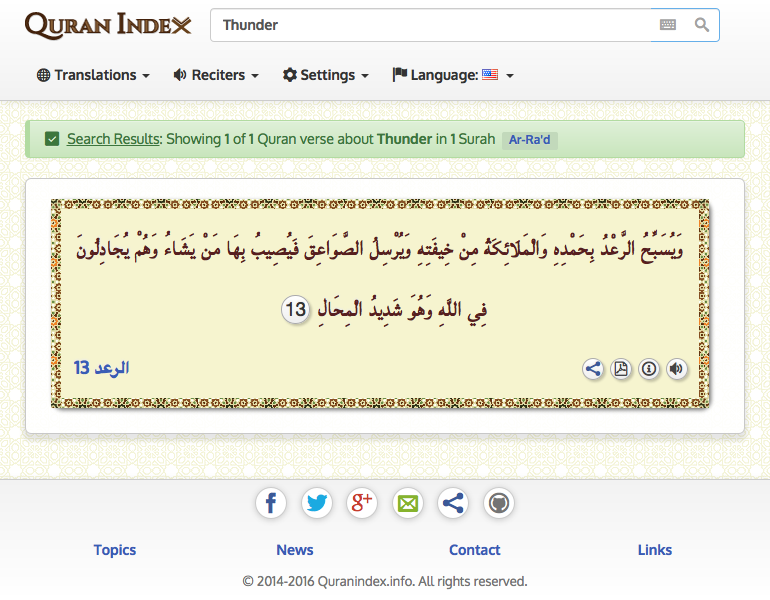 QURAN INDEX
Thunder
Translations
Reciters
Settings
Language:
Search Results: Showing 1 of 1 Quran verse about Thunder in 1 Surah Ar-Ra'd
وَيُسَبِّحُ الرَّعْدُ بِحَمْدِهِ وَالْمَلَائِكَةُ مِنْ خِيفَتِهِ وَيُرْسِلُ الصَّوَاعِقَ فَيُصِيبُ بِهَا مَنْ يَشَاءُ وَهُمْ يُجَادِلُونَ
فِي اللَّهِ وَهُوَ شَدِيدُ الْمِحَالِ 13
الرعد 13
f
g+
Topics
News
Contact
Links
© 2014-2016 Quranindex.info. All rights reserved.